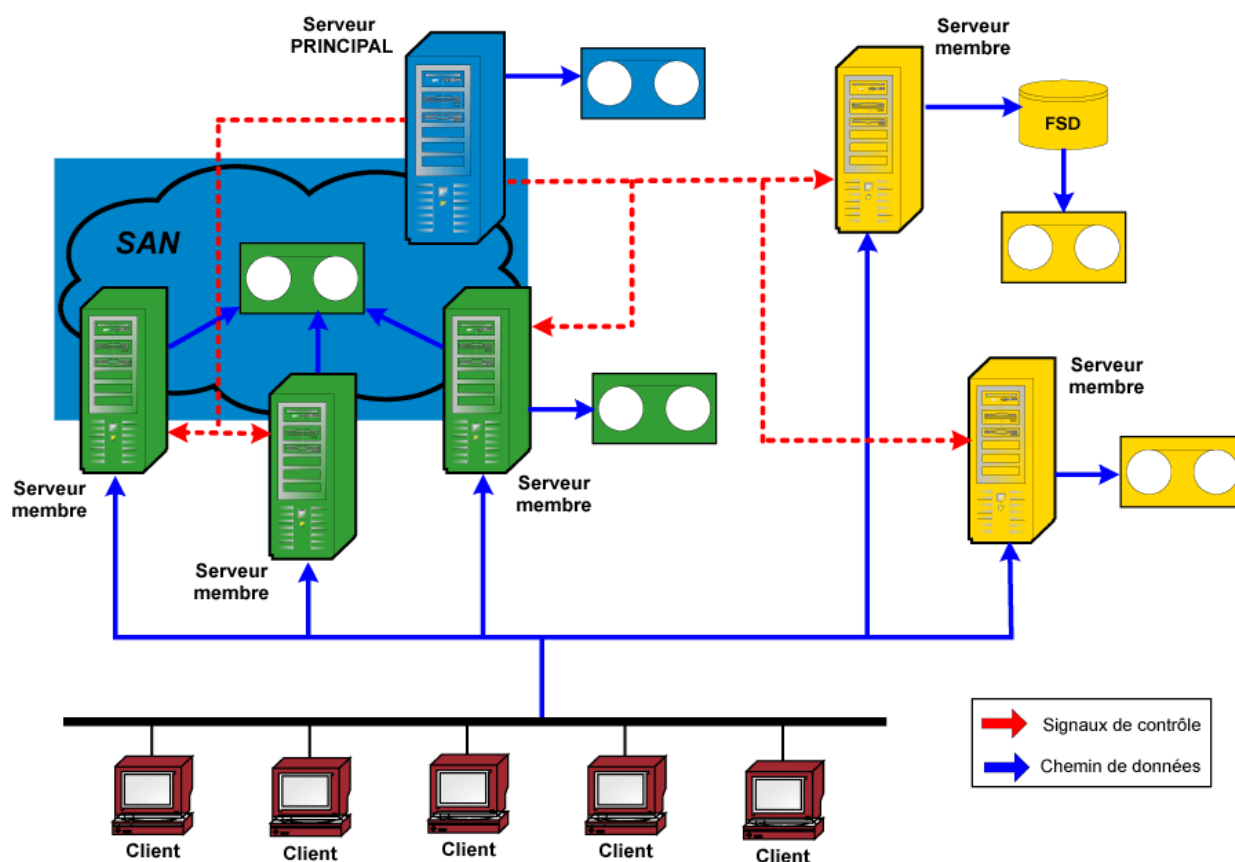 Serveur
PRINCIPAL
Serveur
membre
FSD
SAN
Serveur
membre
Serveur
membre
Serveur
membre
Serveur
membre
Signaux de contrôle
Chemin de données
Client
Client
Client
Client
Client